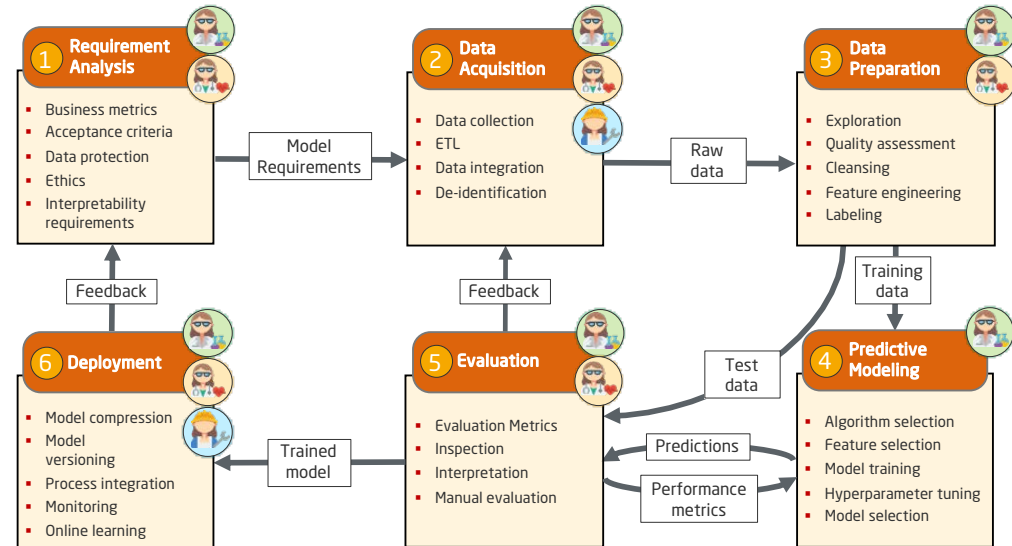 1
Requirement
Analysis
Business metrics
Acceptance criteria
Data protection
Ethics
Interpretability
requirements
Model
Requirements
2
Data
Acquisition
Data collection
ETL
Data integration
De-identification
Raw
data
3
Data
Preparation
Exploration
Quality assessment
Cleansing
Feature engineering
Labeling
Feedback
Feedback
Training
data
Test
data
4
Predictive
Modeling
Algorithm selection
Feature selection
Model training
Hyperparameter tuning
Model selection
Predictions
Performance
metrics
5
Evaluation
Evaluation Metrics
Inspection
Interpretation
Manual evaluation
Trained
model
6
Deployment
Model compression
Model
versioning
Process integration
Monitoring
Online learning